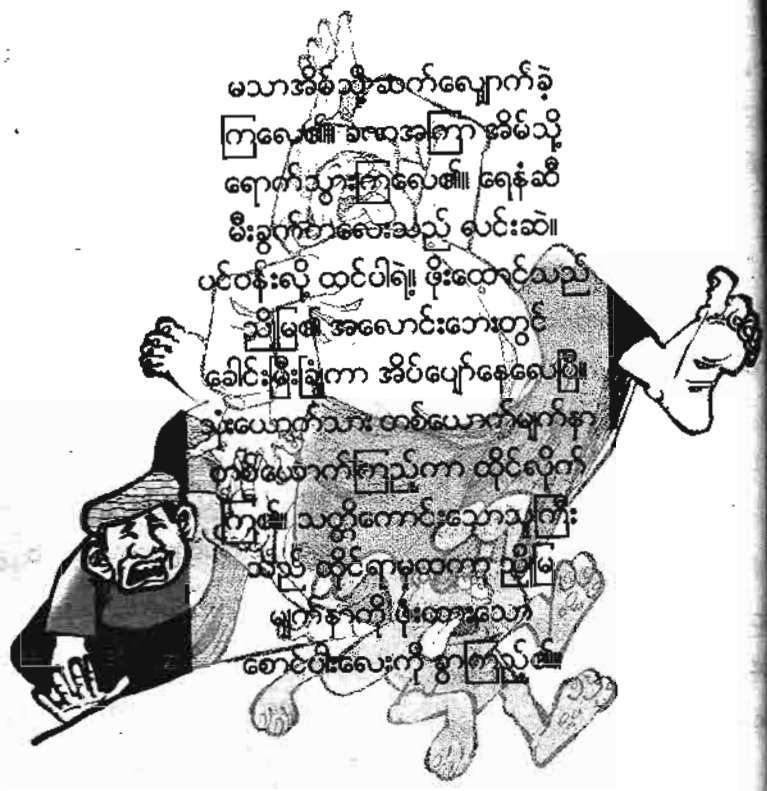 မသာအိမ်သို့ ဆက်လျှောက်ခဲ့
ကြလေ၏။ ခဏအကြာ အိမ်သို့
ရောက်သွားကြလေ၏။ ရေနံဆီ
မီးခွက်ကလေးသည် လင်းဆဲ။
ပင်ပန်းလို့ ထင်ပါရဲ့။ ဖိုးထောင်သည်
ညိုမြ၏ အလောင်းဘေးတွင်
ခေါင်းမြီးခြုံကာ အိပ်ပျော်နေလေပြီ။
သုံးယောက်သား တစ်ယောက်မျက်နှာ
တစ်ယောက်ကြည့်ကာ ထိုင်လိုက်
ကြ၏။ သတ္တိကောင်းသောသူကြီး
သည် ထိုင်ရာမှထကာ ညိုမြ
မျက်နှာကို ဖုံးထားသော
စောင်ပါးလေးကို ခွာကြည့်၏။